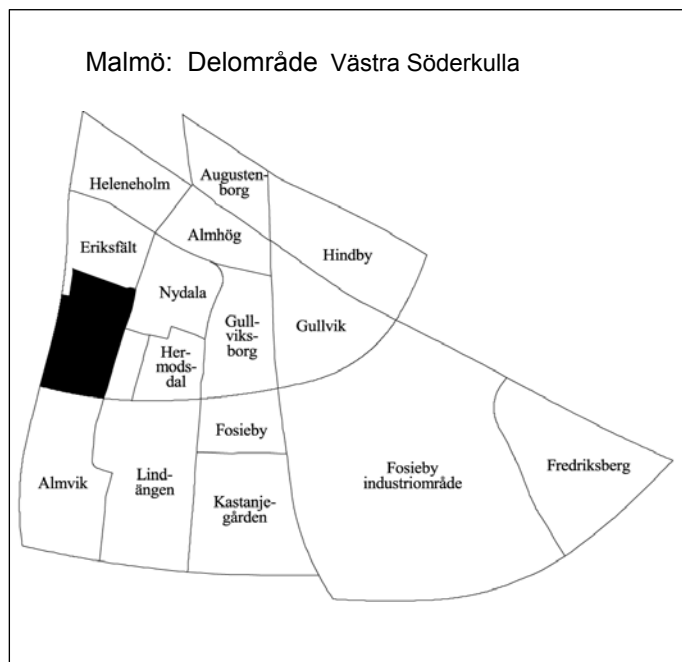 Malmö: Delområde Västra Söderkulla
Augusten-
borg
Heleneholm
Almhög
Eriksfält
Hindby
Nydala
Gull-
viks-
borg
Gullvik
Her-
mods-
dal
Fosieby
Almvik
Lind-
ängen
Kastanje-
gården
Fosieby
industriområde
Fredriksberg